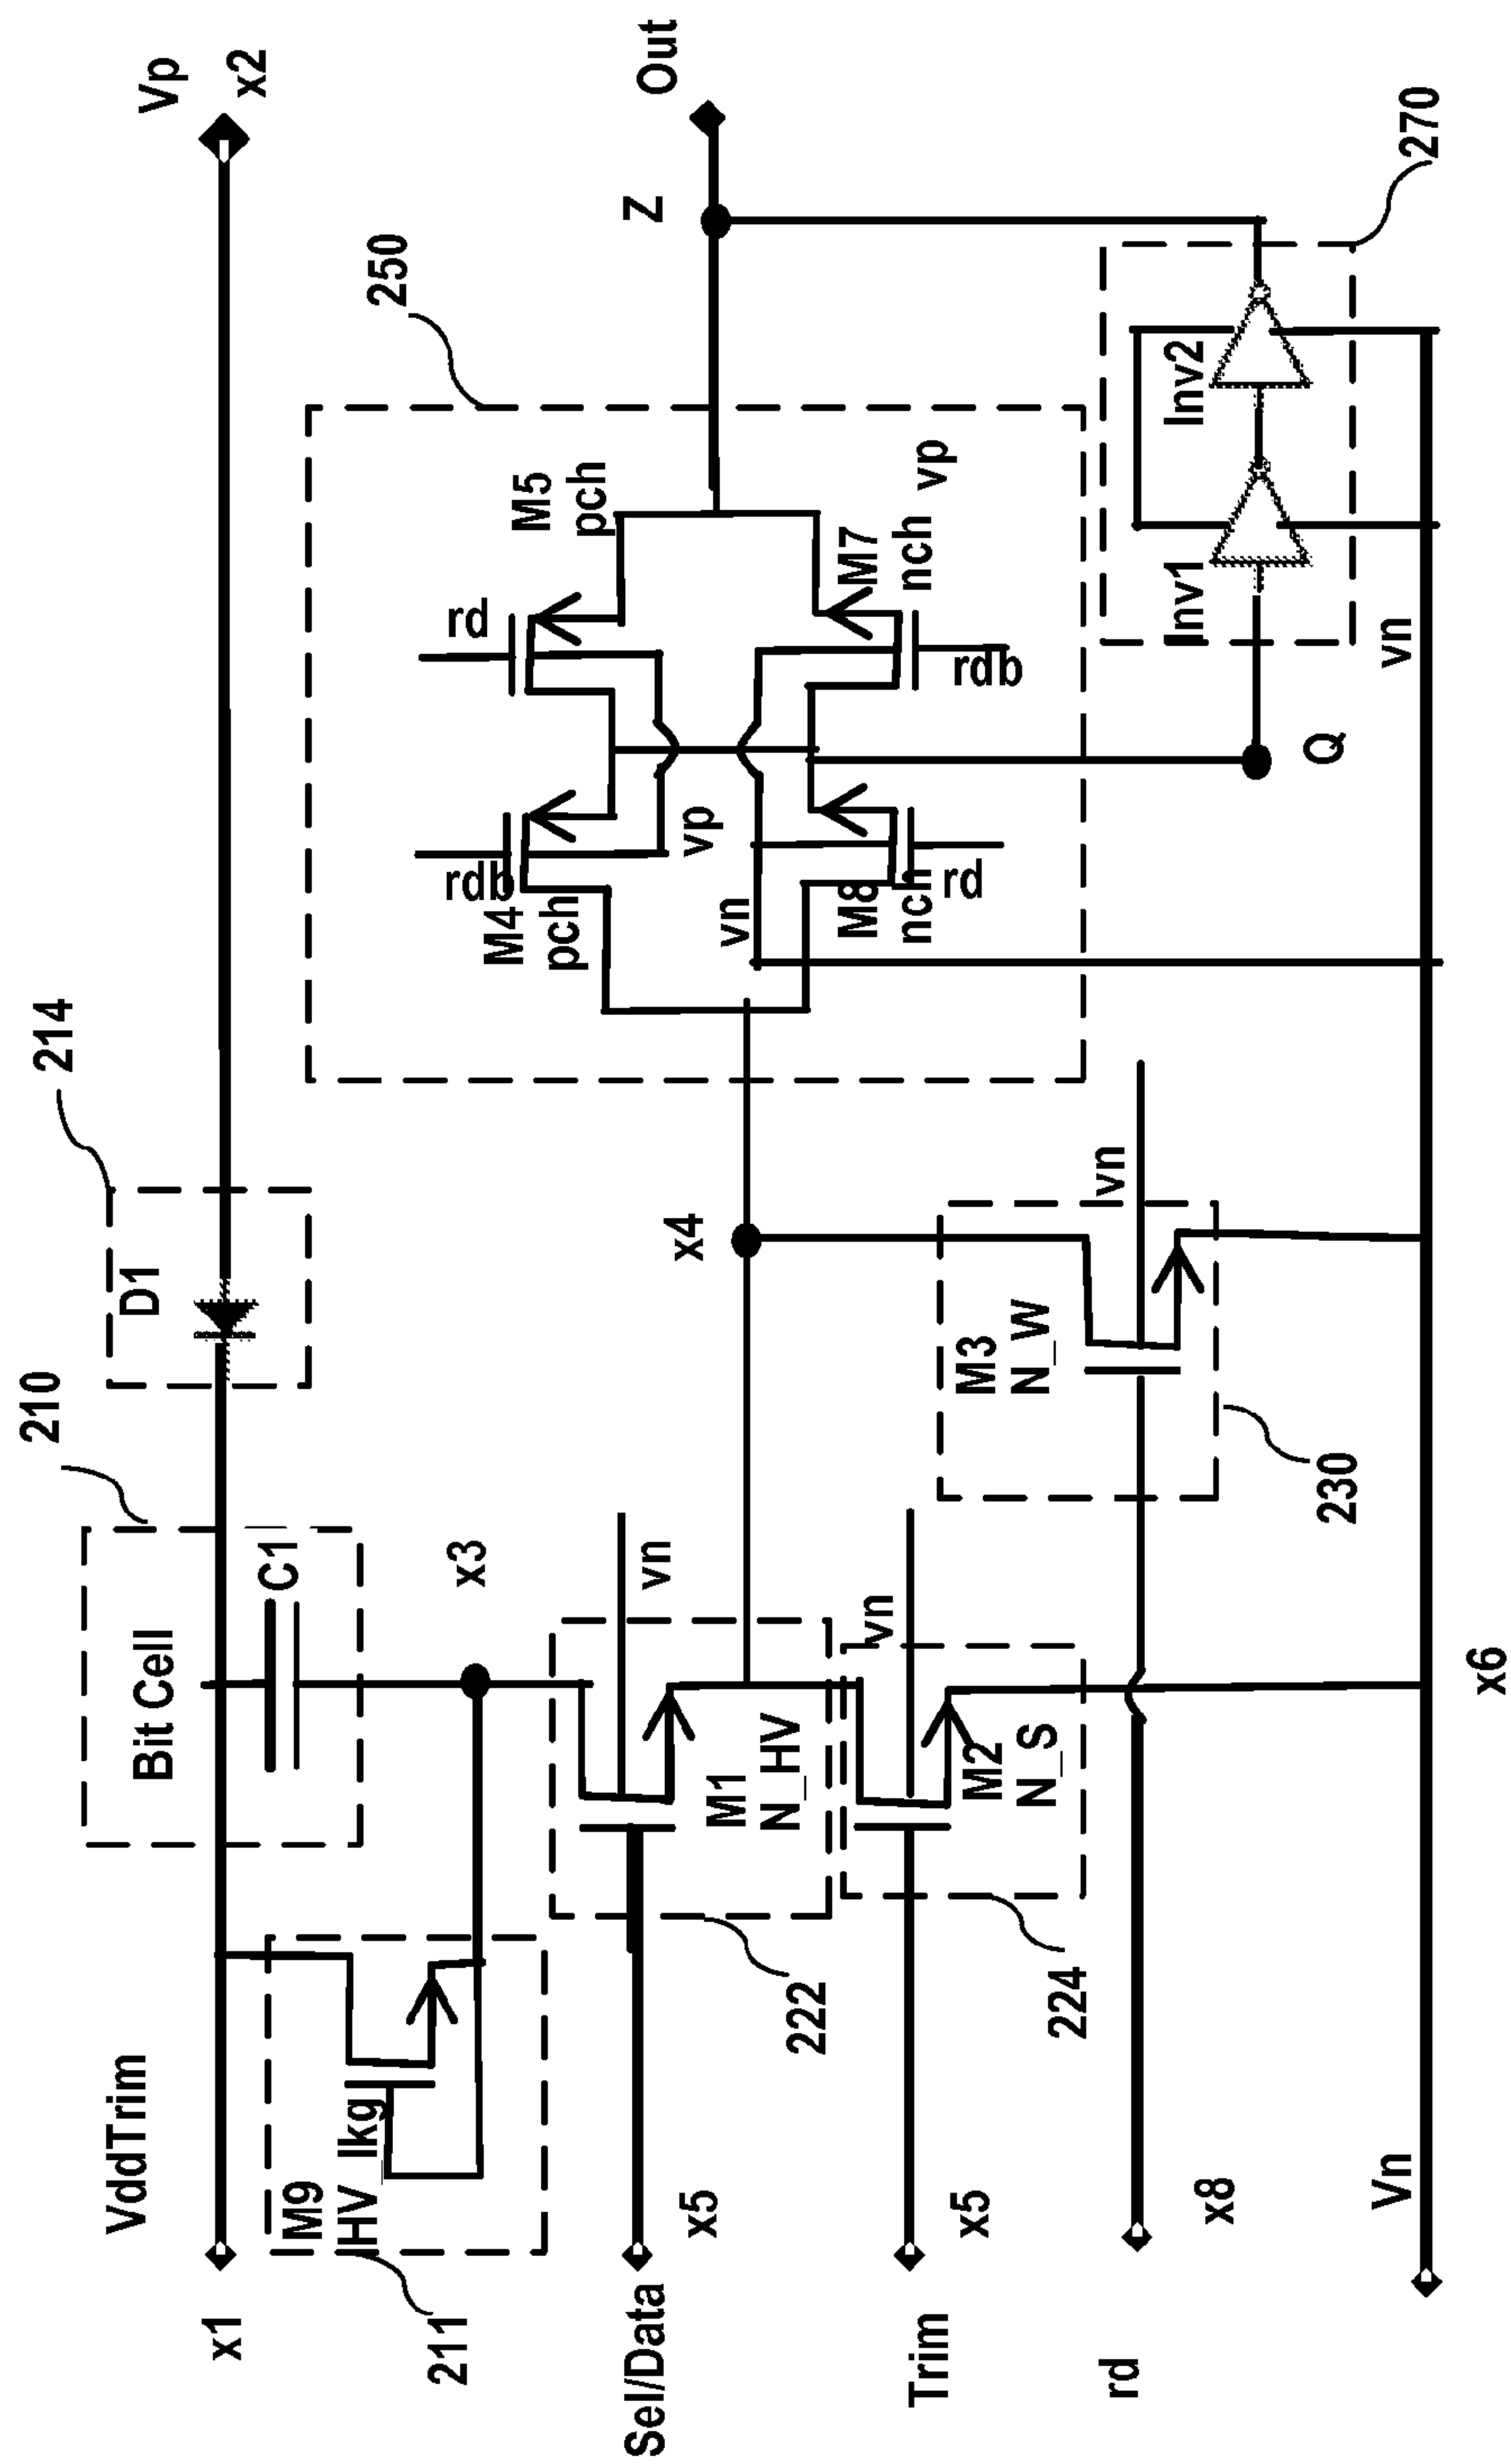 Vp
x2
Out
Z
270
250
M5
pch
rd
M7
nch
vp
rdb
Inv2
Inv1
vn
Q
rdb
M4
pch
vp
vn
M8
nch
rd
214
D1
x4
vn
M3
N_W
230
210
Bit Cell
C1
x3
vn
M1
N_HV
222
vn
M2
N_S
224
x6
VddTrim
x1
M9
HV_lkg
211
Sel/Data
x5
Trim
x5
rd
x8
Vn